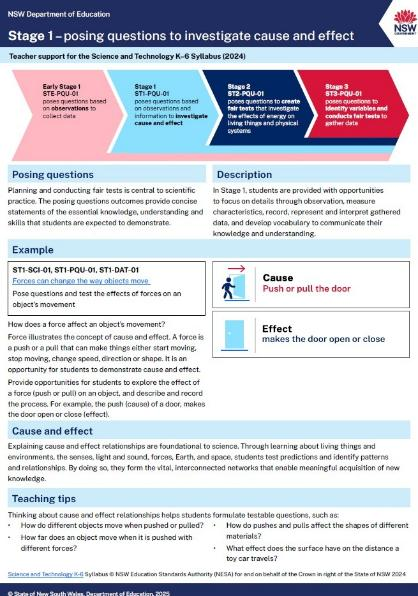 NSW Department of Education
Stage 1 – posing questions to investigate cause and effect
NSW
GOVERNMENT
Teacher support for the Science and Technology K–6 Syllabus (2024)
Early Stage 1
STE-PQU-01
poses questions based
on observations to
collect data
Stage 1
ST1-PQU-01
poses questions based
on observations and
information to investigate
cause and effect
Stage 2
ST2-PQU-01
poses questions to create
fair tests that investigate
the effects of energy on
living things and physical
systems
Stage 3
ST3-PQU-01
poses questions to
identify variables and
conducts fair tests to
gather data
Posing questions
Planning and conducting fair tests is central to scientific
practice. The posing questions outcomes provide concise
statements of the essential knowledge, understanding and
skills that students are expected to demonstrate.
Description
In Stage 1, students are provided with opportunities
to focus on details through observation, measure
characteristics, record, represent and interpret gathered
data, and develop vocabulary to communicate their
knowledge and understanding.
Example
ST1-SCI-01, ST1-PQU-01, ST1-DAT-01
Forces can change the way objects move
Pose questions and test the effects of forces on an
object's movement
Cause
Push or pull the door
Effect
makes the door open or close
How does a force affect an object's movement?
Force illustrates the concept of cause and effect. A force is
a push or a pull that can make things either start moving,
stop moving, change speed, direction or shape. It is an
opportunity for students to demonstrate cause and effect.
Provide opportunities for students to explore the effect of
a force (push or pull) on an object, and describe and record
the process. For example, the push (cause) of a door, makes
the door open or close (effect).
Cause and effect
Explaining cause and effect relationships are foundational to science. Through learning about living things and
environments, the senses, light and sound, forces, Earth, and space, students test predictions and identify patterns
and relationships. By doing so, they form the vital, interconnected networks that enable meaningful acquisition of new
knowledge.
Teaching tips
Thinking about cause and effect relationships helps students formulate testable questions, such as:
• How do different objects move when pushed or pulled?
• How far does an object move when it is pushed with
different forces?
• How do pushes and pulls affect the shapes of different
materials?
• What effect does the surface have on the distance a
toy car travels?
Science and Technology K-6 Syllabus © NSW Education Standards Authority (NESA) for and on behalf of the Crown in right of the State of NSW 2024
© State of New South Wales, Department of Education, 2025